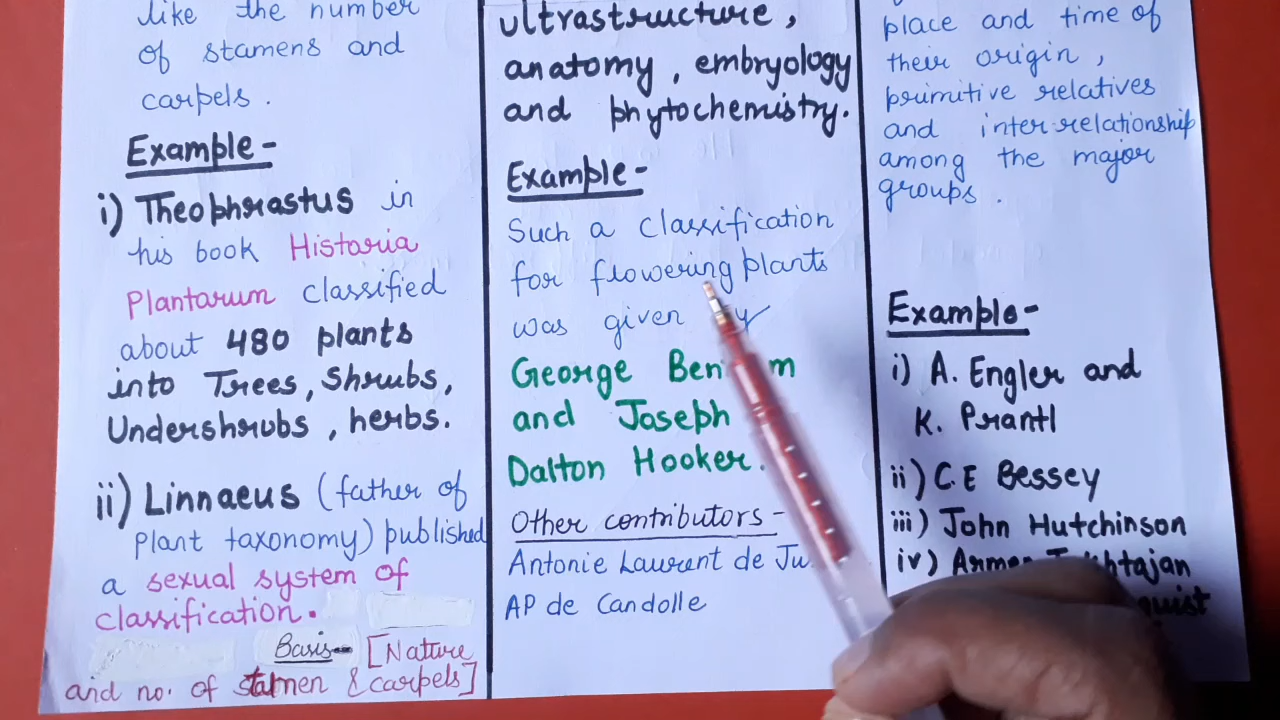 like the number
of stamens and
carpels.
Example-
i) Theophrastus in
his book Historia
Plantarum classified
about 480 plants
into Trees, Shrubs,
Undershrubs, herbs.
ii) Linnaeus (father of
plant taxonomy) published
a sexual system of
classification.
Basis- [Nature
and no. of stamen & carpels]
ultrastructure,
anatomy, embryology
and phytochemistry.
Example-
Such a classification
for flowering plants
was given
George
and Joseph
Dalton Hooker.
Other contributors-
Antonie Laurent de
AP de Candolle
place and time of
their origin,
primitive relatives
and inter-relationship
among the major
groups.
Example-
i) A. Engler and
K. Prantl
ii) C.E Bessey
iii) John Hutchinson
iv)